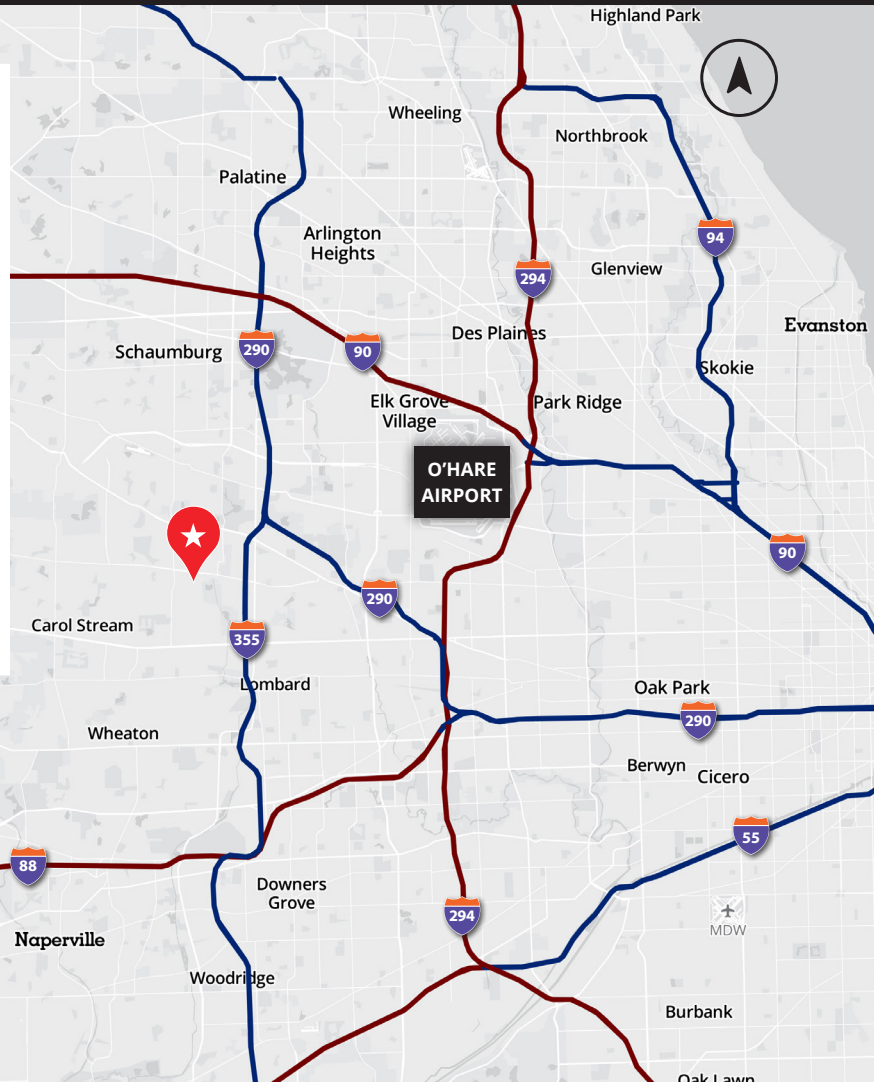 Highland Park
Wheeling
Northbrook
Palatine
94
Arlington
Heights
Glenview
294
Evanston
Des Plaines
Schaumburg
290
90
Skokie
Elk Grove
Village
Park Ridge
O'HARE
AIRPORT
90
290
Carol Stream
355
Lombard
Oak Park
290
Wheaton
Berwyn
Cicero
55
88
Downers
Grove
294
MDW
Naperville
Woodridge
Burbank
Oak Lawn